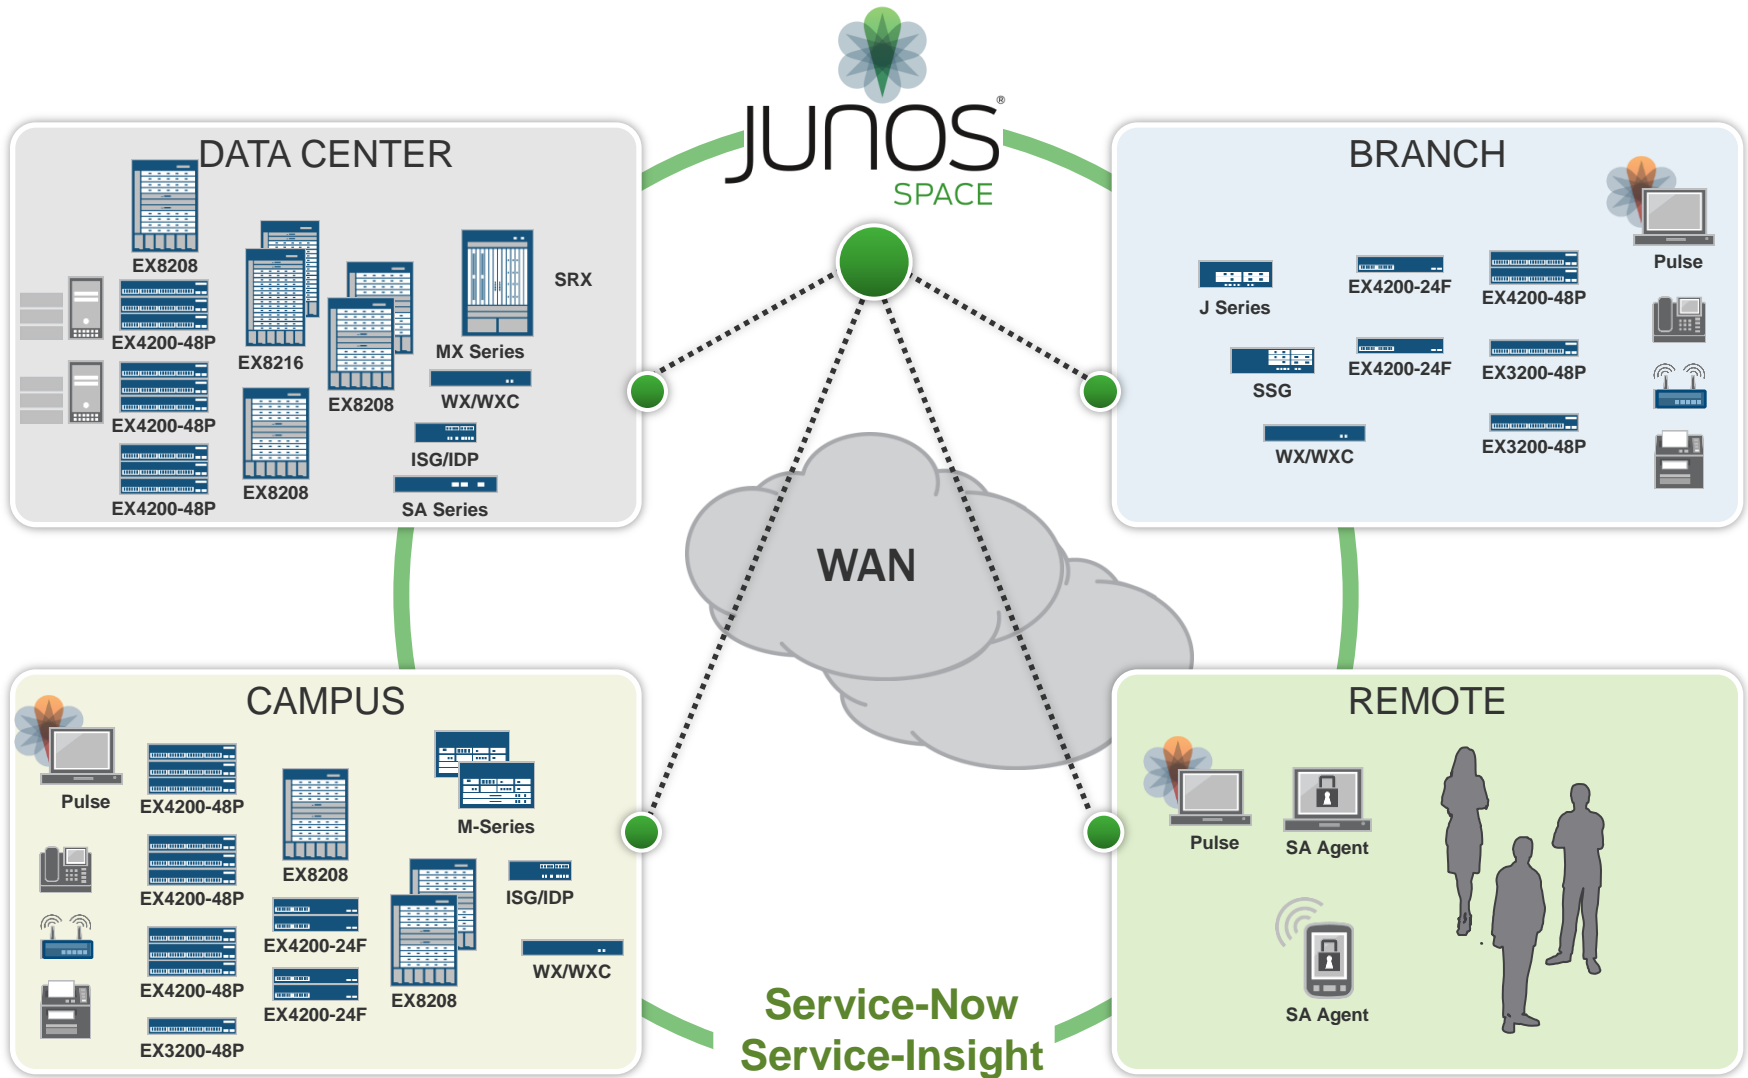 JUNOS®
SPACE
DATA CENTER
EX8208
EX4200-48P
EX8216
SRX
MX Series
EX8208
WX/WXC
EX4200-48P
ISG/IDP
EX8208
EX4200-48P
SA Series
BRANCH
Pulse
J Series
EX4200-24F
EX4200-48P
SSG
EX4200-24F
EX3200-48P
WX/WXC
EX3200-48P
WAN
CAMPUS
Pulse
EX4200-48P
M-Series
EX8208
EX4200-48P
ISG/IDP
EX4200-24F
WX/WXC
EX4200-48P
EX8208
EX4200-24F
EX3200-48P
REMOTE
Pulse
SA Agent
SA Agent
Service-Now
Service-Insight